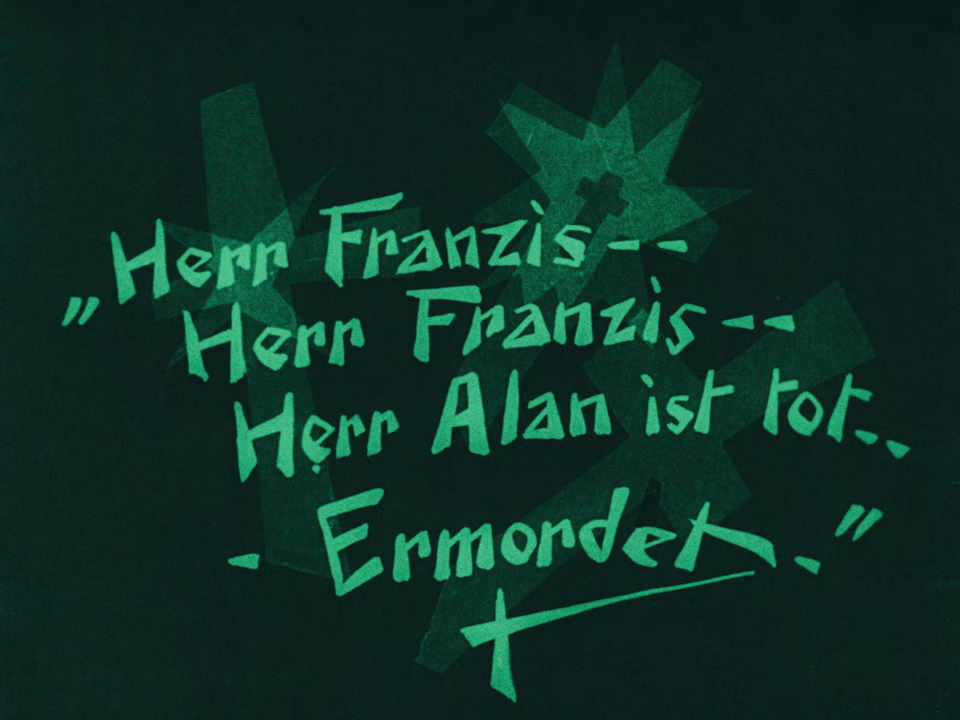 „Herr Franzis - -
Herr Franzis - -
Herr Alan ist tot - -
- Ermordet - "